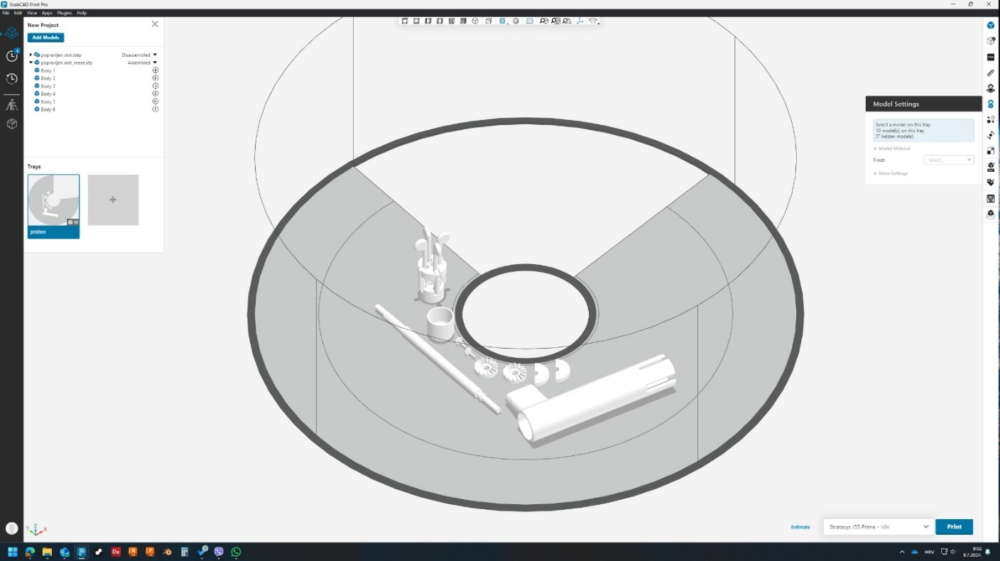 GrabCAD Print Pro
File Edit View Apps Plugins Help
New Project
Add Models
popravljen slot.step Disassembled
popravljen slot_reeee.stp Assembled
Body 1 4
Body 2 5
Body 3 3
Body 4 2
Body 5 6
Body 6 1
Trays
prsten
+
Model Settings
Select a model on this tray
10 model(s) on this tray
(7 hidden models)
Model Material
Finish Select...
More Settings
Z
Y X
Estimate
Stratasys J55 Prime - Idle
Print
Dx
HRV
9:02
9.7.2024.